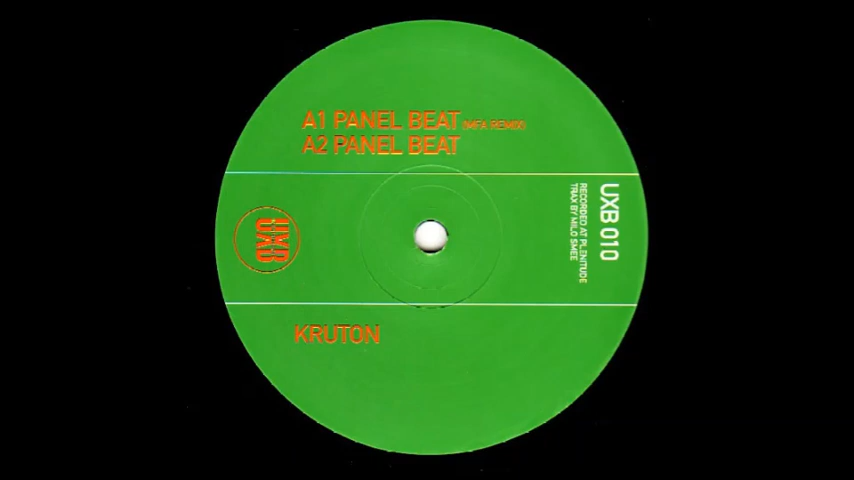 A1 PANEL BEAT (MFA REMIX)
A2 PANEL BEAT
UXB
UXB 010
RECORDED AT PLENITUDE
TRAX BY MILO SMEE
KRUTON